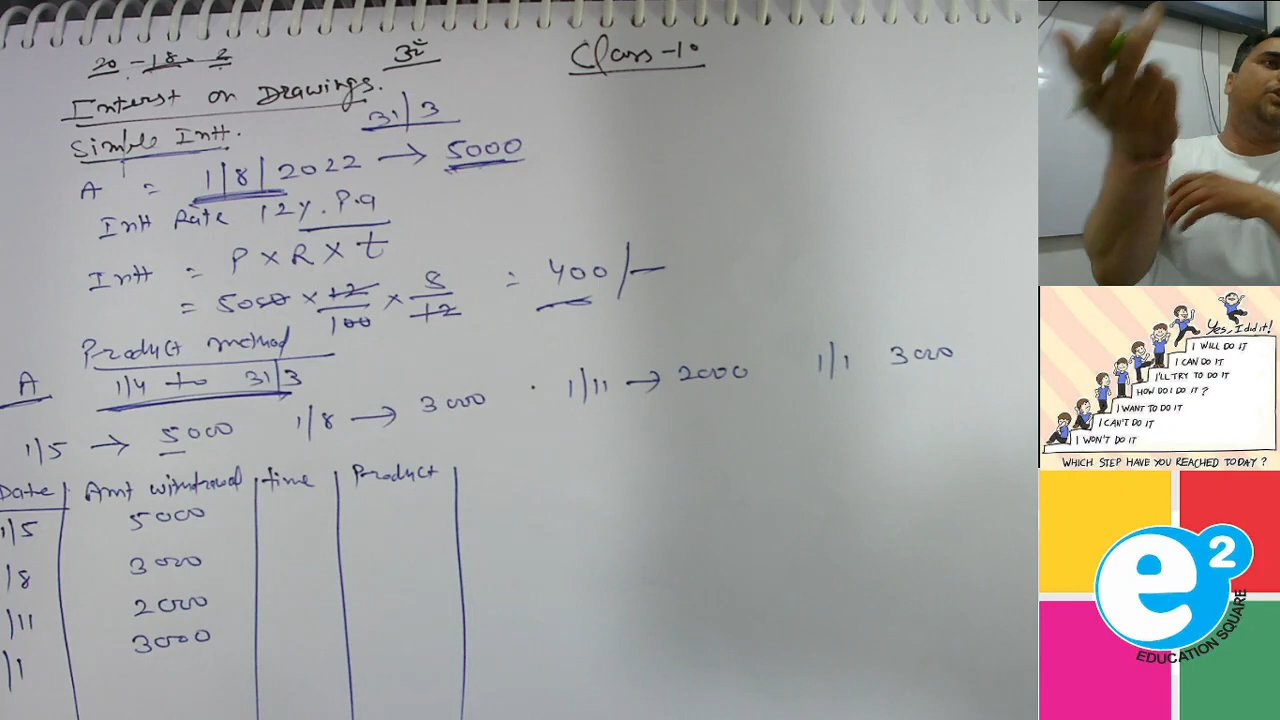 20 - 18 - 2
Class-10
Interst on Drawings.
31/3
Simple Intt.
A = 1/8/2022 → 5000
Intt Rate 12%. P.a
Intt = P × R × t
= 5000 × 12/100 × 8/12 = 400/-
Product method
A 1/4 to 31/3
1/5 → 5000 1/8 → 3000 1/11 → 2000 1/1 3000
Date Amt withdrawal time Product
1/5 5000
/8 3000
/11 2000
/1 3000
Yes, I did it!
I WILL DO IT
I CAN DO IT
I'LL TRY TO DO IT
HOW DO I DO IT?
I WANT TO DO IT
I CAN'T DO IT
I WON'T DO IT
WHICH STEP HAVE YOU REACHED TODAY?
e2
EDUCATION SQUARE